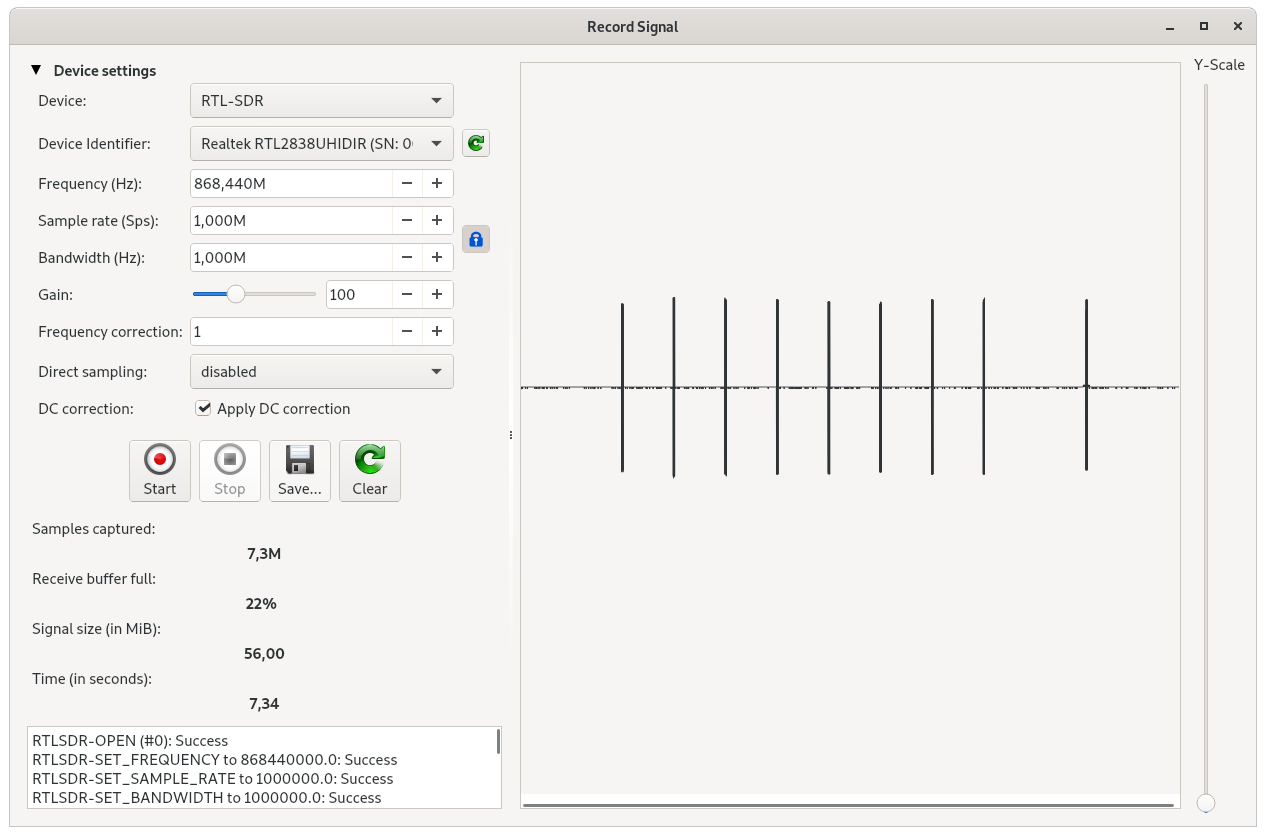 Record Signal
Device settings
Y-Scale
Device: RTL-SDR
Device Identifier: Realtek RTL2838UHIDIR (SN: 0
Frequency (Hz): 868,440M
Sample rate (Sps): 1,000M
Bandwidth (Hz): 1,000M
Gain: 100
Frequency correction: 1
Direct sampling: disabled
DC correction: Apply DC correction
Start Stop Save... Clear
Samples captured:
7,3M
Receive buffer full:
22%
Signal size (in MiB):
56,00
Time (in seconds):
7,34
RTLSDR-OPEN (#0): Success
RTLSDR-SET_FREQUENCY to 868440000.0: Success
RTLSDR-SET_SAMPLE_RATE to 1000000.0: Success
RTLSDR-SET_BANDWIDTH to 1000000.0: Success